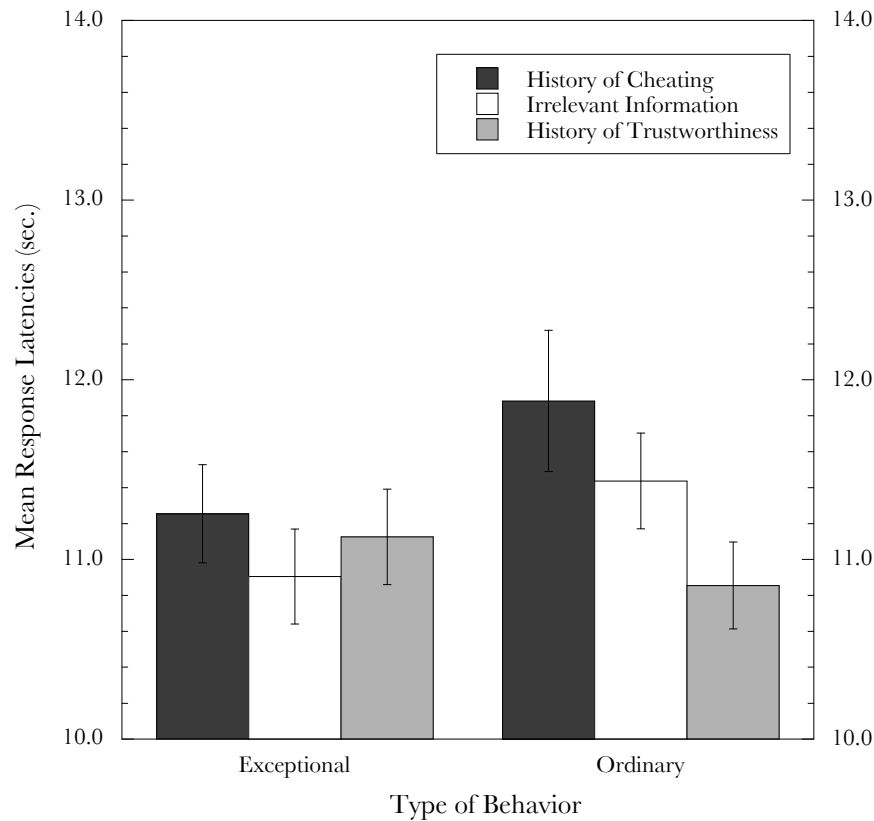 14.0
14.0
History of Cheating
Irrelevant Information
History of Trustworthiness
13.0
13.0
Mean Response Latencies (sec.)
12.0
12.0
11.0
11.0
10.0
10.0
Exceptional
Ordinary
Type of Behavior